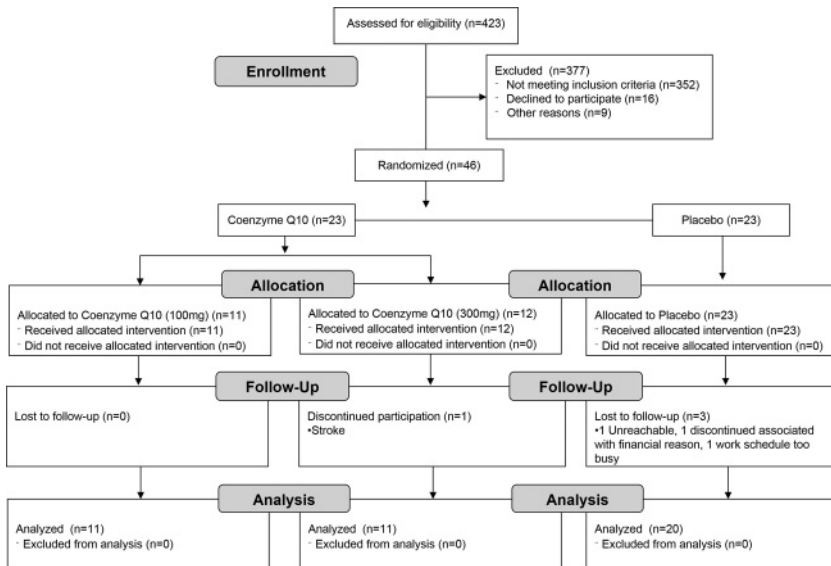 Assessed for eligibility (n=423)
Enrollment
Excluded (n=377)
- Not meeting inclusion criteria (n=352)
- Declined to participate (n=16)
- Other reasons (n=9)
Randomized (n=46)
Coenzyme Q10 (n=23)
Placebo (n=23)
Allocation
Allocation
Allocated to Coenzyme Q10 (100mg) (n=11)
- Received allocated intervention (n=11)
- Did not receive allocated intervention (n=0)
Allocated to Coenzyme Q10 (300mg) (n=12)
- Received allocated intervention (n=12)
- Did not receive allocated intervention (n=0)
Allocated to Placebo (n=23)
- Received allocated intervention (n=23)
- Did not receive allocated intervention (n=0)
Follow-Up
Follow-Up
Lost to follow-up (n=0)
Discontinued participation (n=1)
•Stroke
Lost to follow-up (n=3)
•1 Unreachable, 1 discontinued associated
with financial reason, 1 work schedule too
busy
Analysis
Analysis
Analyzed (n=11)
- Excluded from analysis (n=0)
Analyzed (n=11)
- Excluded from analysis (n=0)
Analyzed (n=20)
- Excluded from analysis (n=0)